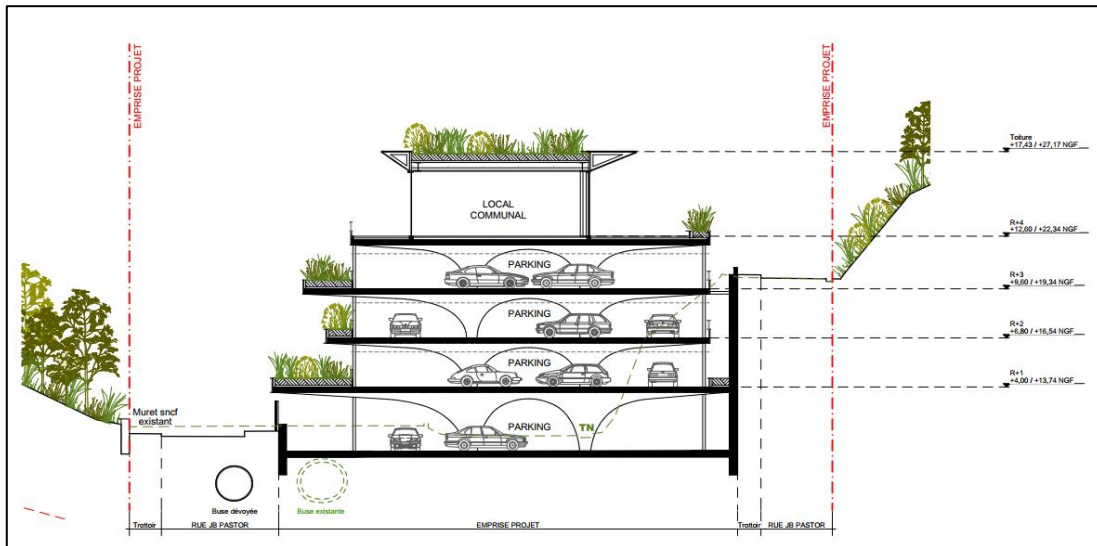 EMPRISE PROJET
EMPRISE PROJET
Toiture
+17,43 / +27,17 NGF
LOCAL
COMMUNAL
R+4
+12,60 / +22,34 NGF
PARKING
R+3
+9,60 / +19,34 NGF
PARKING
R+2
+6,80 / +16,54 NGF
PARKING
R+1
+4,00 / +13,74 NGF
Muret sncf
existant
PARKING
TN
Buse dévoyée
Buse existante
Trottoir
RUE JB PASTOR
EMPRISE PROJET
Trottoir
RUE JB PASTOR